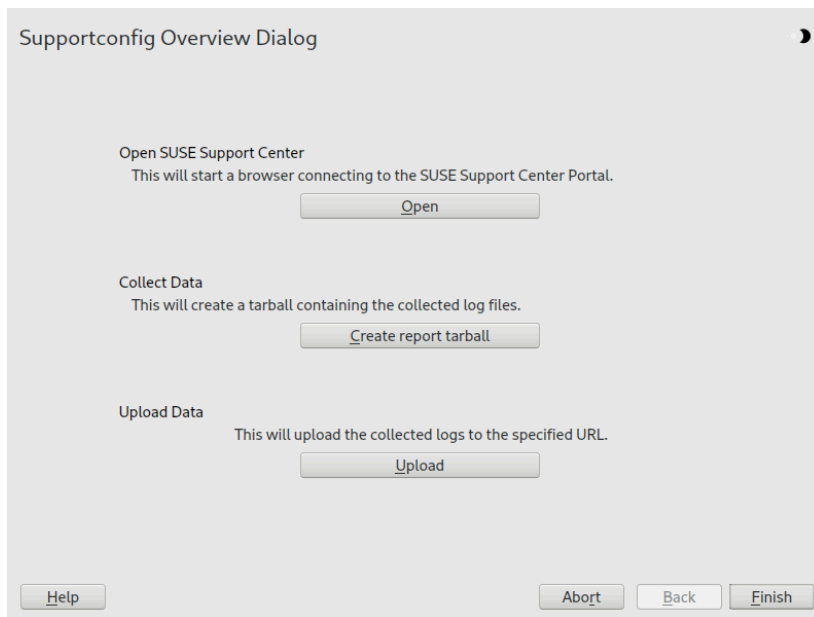 Supportconfig Overview Dialog
Open SUSE Support Center
This will start a browser connecting to the SUSE Support Center Portal.
Open
Collect Data
This will create a tarball containing the collected log files.
Create report tarball
Upload Data
This will upload the collected logs to the specified URL.
Upload
Help Abort Back Finish